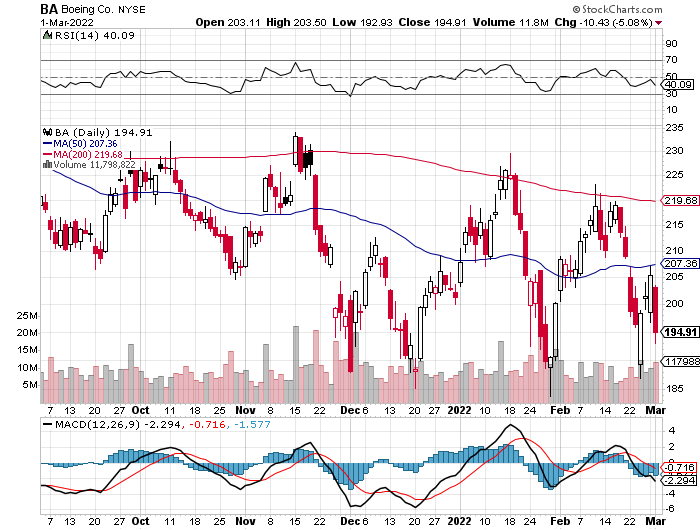 BA Boeing Co. NYSE © StockCharts.com
1-Mar-2022 Open 203.11 High 203.50 Low 192.93 Close 194.91 Volume 11.8M Chg -10.43 (-5.08%)
RSI(14) 40.09
90
70
50
40.09
30
10
BA (Daily) 194.91
MA(50) 207.36
MA(200) 219.68
Volume 11,798,822
235
230
225
220
219.68
215
210
207.36
205
200
194.91
117988
185
25M
20M
15M
10M
5M
7 13 20 27 Oct 11 18 25 Nov 8 15 22 Dec 6 13 20 27 2022 10 18 24 Feb 7 14 22 Mar
MACD(12,26,9) -2.294, -0.716, -1.577
4
2
0
-0.716
-2.294
-4
-6
7 13 20 27 Oct 11 18 25 Nov 8 15 22 Dec 6 13 20 27 2022 10 18 24 Feb 7 14 22 Mar